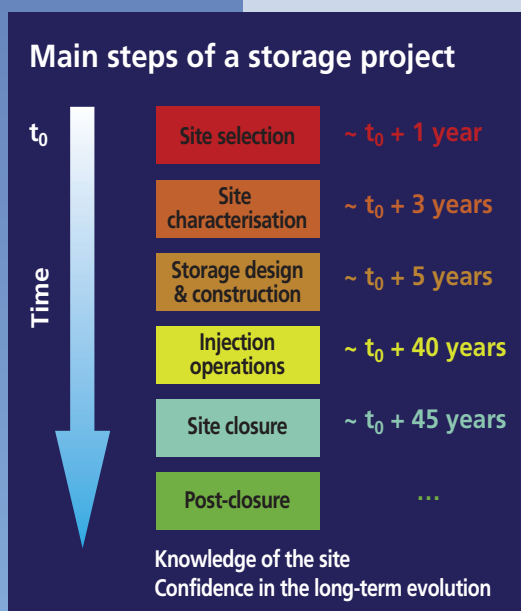 Main steps of a storage project
t₀
Site selection ~ t₀ + 1 year
Site
characterisation ~ t₀ + 3 years
Storage design
& construction ~ t₀ + 5 years
Time
Injection
operations ~ t₀ + 40 years
Site closure ~ t₀ + 45 years
Post-closure ...
Knowledge of the site
Confidence in the long-term evolution